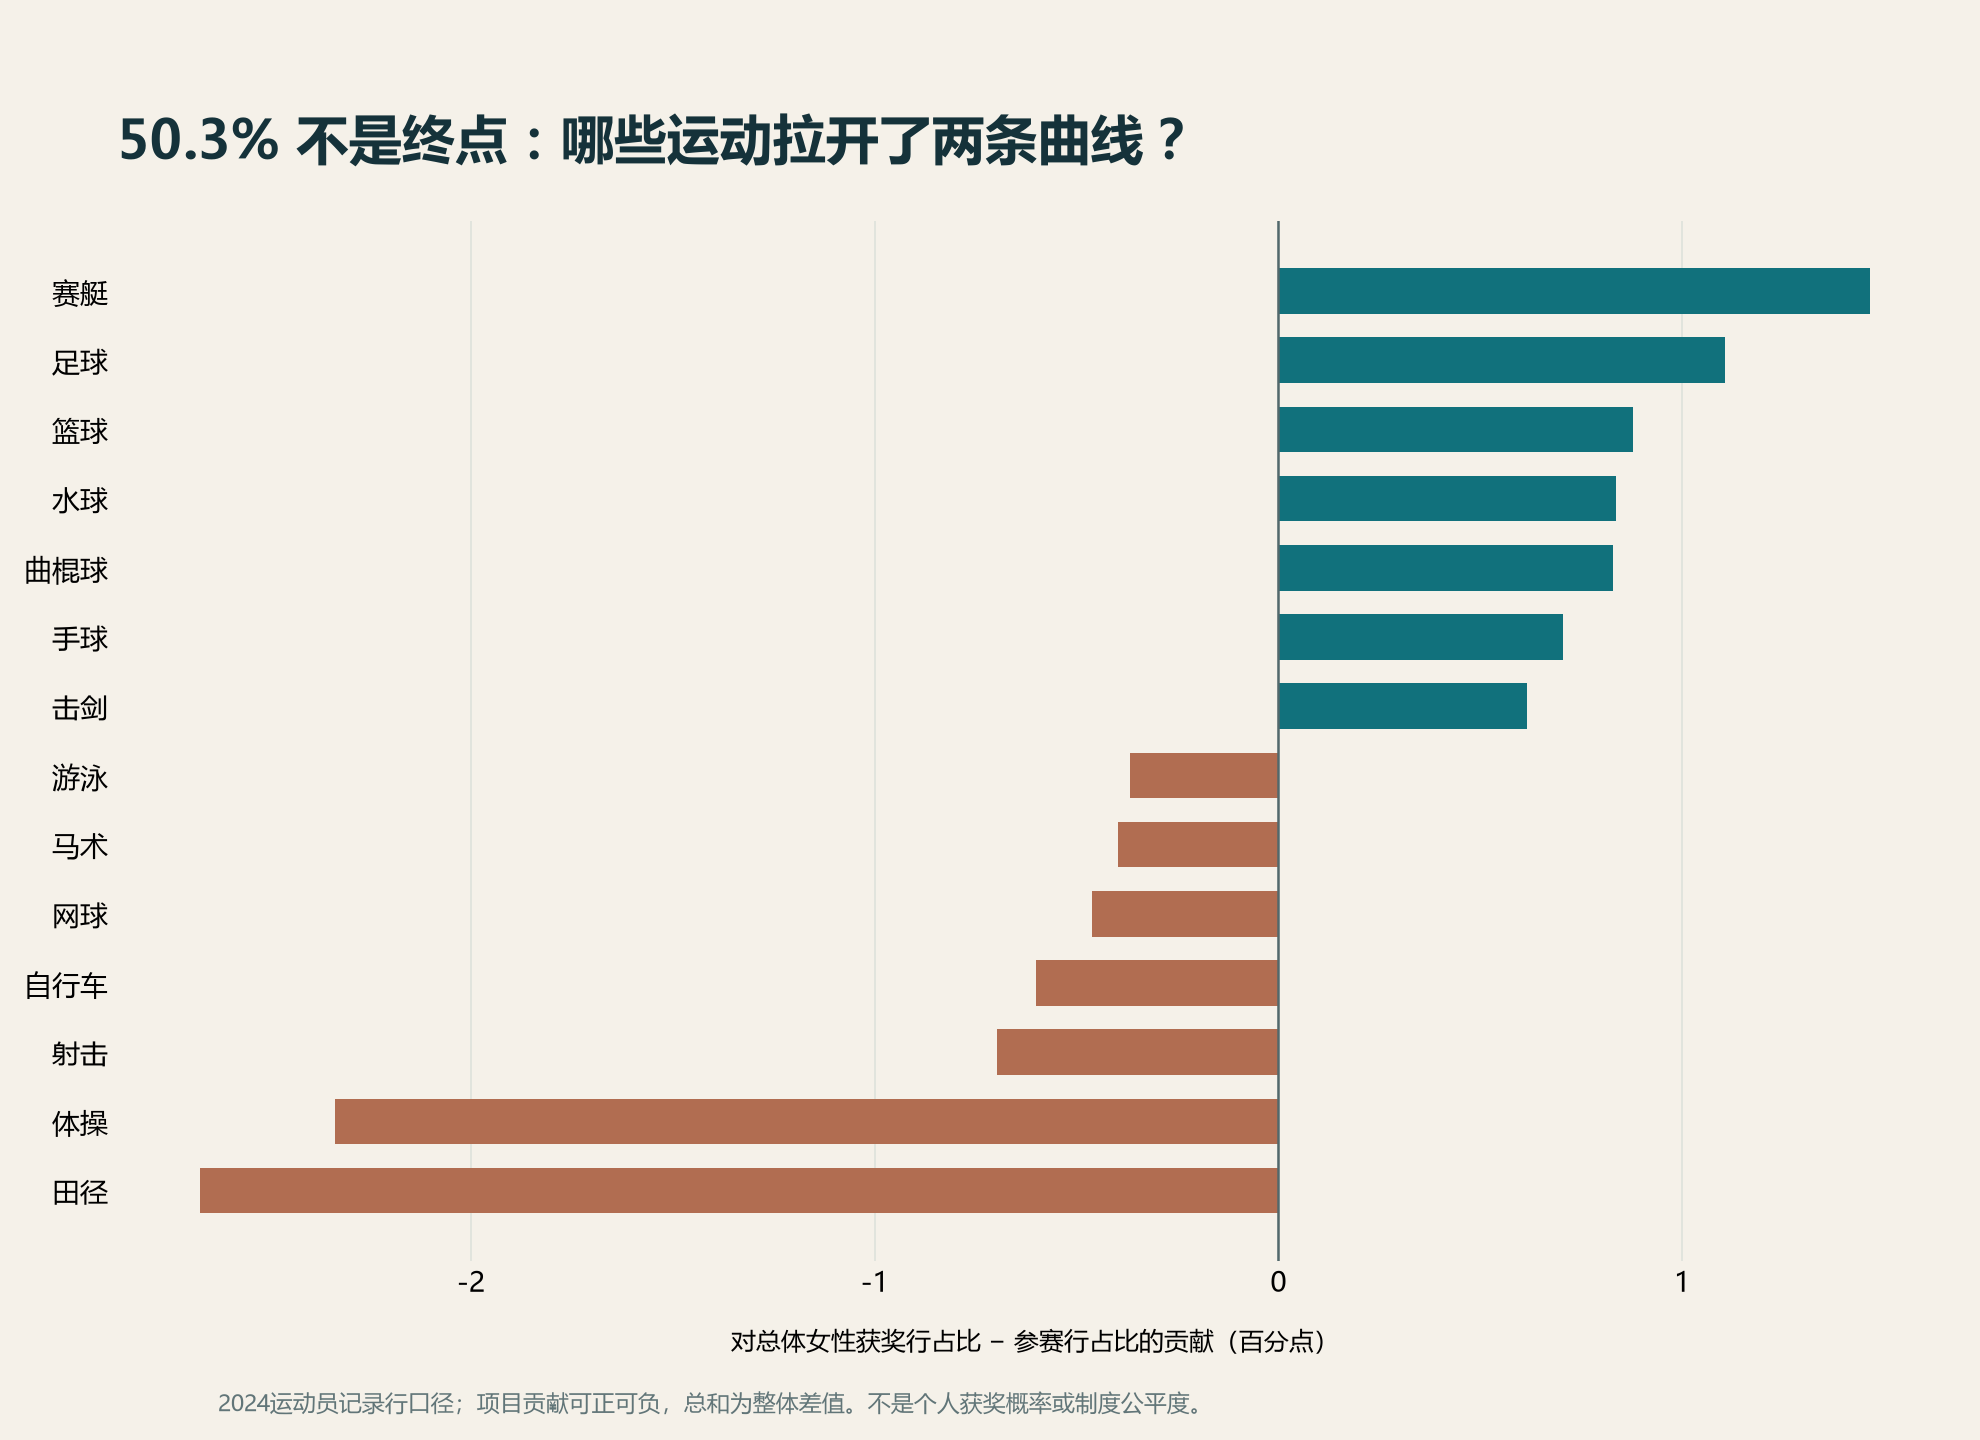 50.3% 不是终点：哪些运动拉开了两条曲线？
赛艇
足球
篮球
水球
曲棍球
手球
击剑
游泳
马术
网球
自行车
射击
体操
田径
-2 -1 0 1
对总体女性获奖行占比 − 参赛行占比的贡献（百分点）
2024运动员记录行口径；项目贡献可正可负，总和为整体差值。不是个人获奖概率或制度公平度。